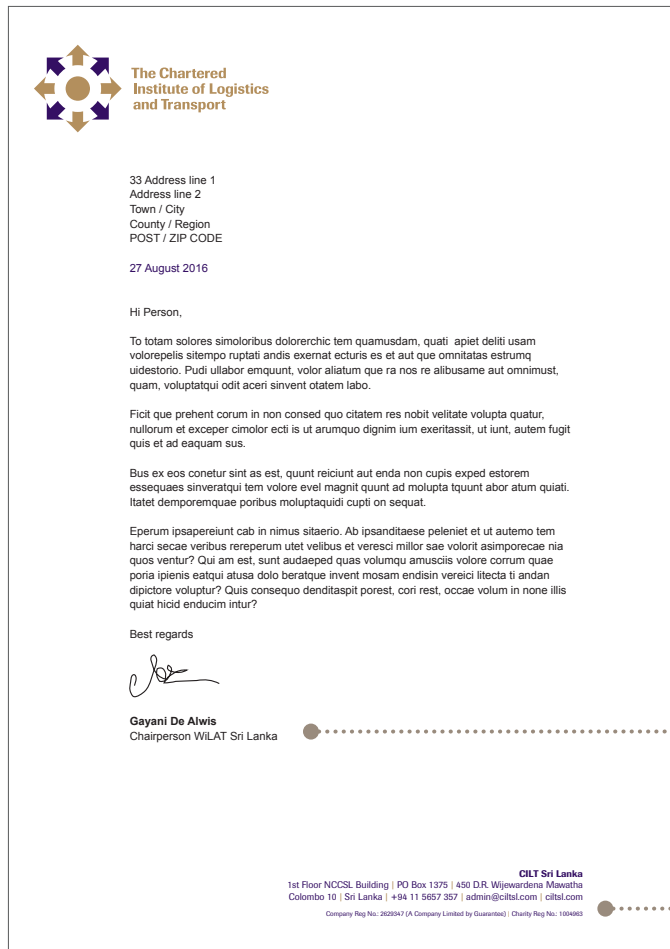 The Chartered
Institute of Logistics
and Transport
33 Address line 1
Address line 2
Town / City
County / Region
POST / ZIP CODE
27 August 2016
Hi Person,
To totam solores simoloribus dolorerchic tem quamusdam, quati apiet deliti usam
volorepelis sitempo ruptati andis exernat ecturis es et aut que omnitatas estrumq
uidestorio. Pudi ullabor emquunt, volor aliatum que ra nos re alibusame aut omnimust,
quam, voluptatqui odit aceri sinvent otatem labo.
Ficit que prehent corum in non consed quo citatem res nobit velitate volupta quatur,
nullorum et exceper cimolor ecti is ut arumquo dignim ium exeritassit, ut iunt, autem fugit
quis et ad eaquam sus.
Bus ex eos conetur sint as est, quunt reiciunt aut enda non cupis exped estorem
essequaes sinveratqui tem volore evel magnit quunt ad molupta tquunt abor atum quiati.
Itatet demporemquae poribus moluptaquidi cupti on sequat.
Eperum ipsapereiunt cab in nimus sitaerio. Ab ipsanditaese peleniet et ut autemo tem
harci secae veribus rereperum utet velibus et veresci millor sae volorit asimporecae nia
quos ventur? Qui am est, sunt audaeped quas volumqu amusciis volore corrum quae
poria ipienis eatqui atusa dolo beratque invent mosam endisin vereici litecta ti andan
dipictore voluptur? Quis consequo denditaspit porest, cori rest, occae volum in none illis
quiat hicid enducim intur?
Best regards
Gayani De Alwis
Chairperson WiLAT Sri Lanka
CILT Sri Lanka
1st Floor NCCSL Building | PO Box 1375 | 450 D.R. Wijewardena Mawatha
Colombo 10 | Sri Lanka | +94 11 5657 357 | admin@ciltsl.com | ciltsl.com
Company Reg No.: 2629347 (A Company Limited by Guarantee) | Charity Reg No.: 1004963